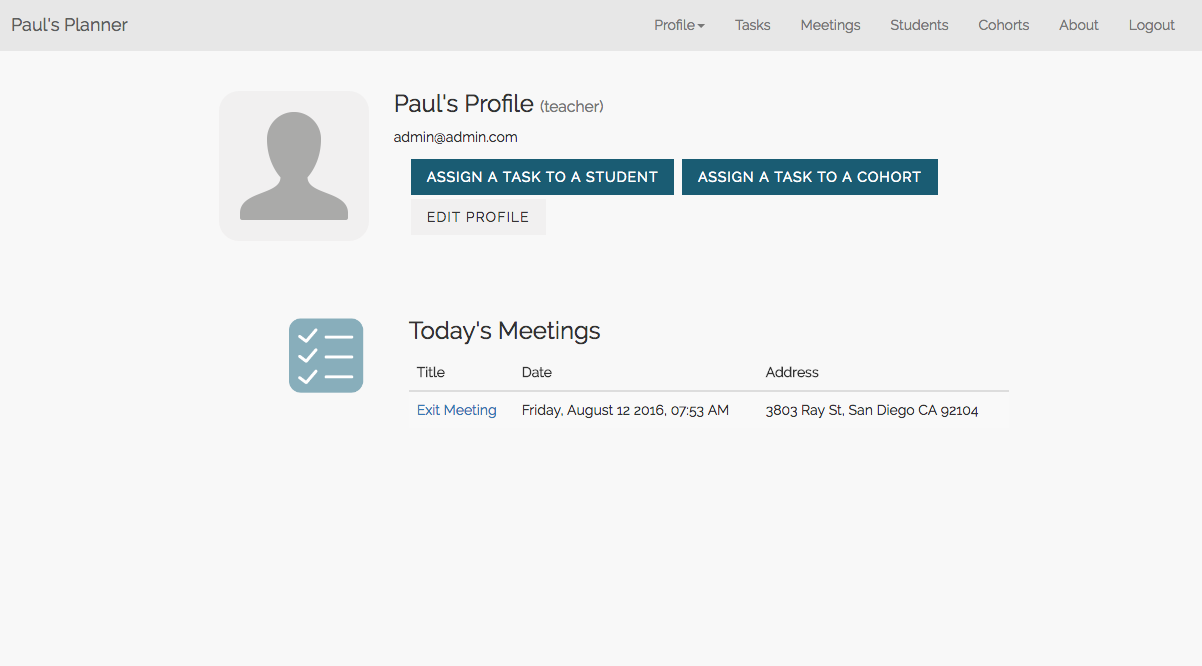 Paul's Planner Profile Tasks Meetings Students Cohorts About Logout
Paul's Profile (teacher)
admin@admin.com
ASSIGN A TASK TO A STUDENT ASSIGN A TASK TO A COHORT
EDIT PROFILE
Today's Meetings
Title Date Address
Exit Meeting Friday, August 12 2016, 07:53 AM 3803 Ray St, San Diego CA 92104